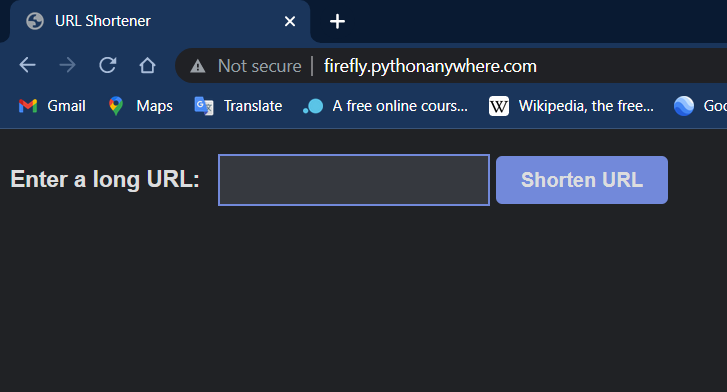 URL Shortener
Not secure | firefly.pythonanywhere.com
Gmail Maps Translate A free online cours... W Wikipedia, the free... Goo
Enter a long URL: Shorten URL